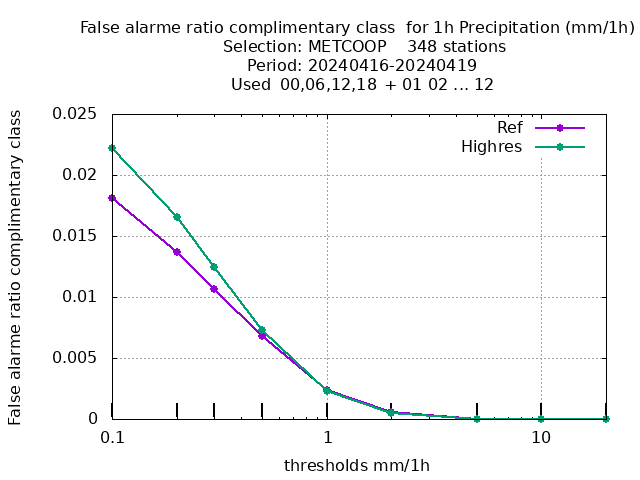 False alarme ratio complimentary class  for 1h Precipitation (mm/1h)
Selection: METCOOP    348 stations
Period: 20240416-20240419
Used  00,06,12,18  + 01 02 ... 12
False alarme ratio complimentary class
0.025
0.02
0.015
0.01
0.005
0
Ref
Highres
0.1
1
10
thresholds mm/1h